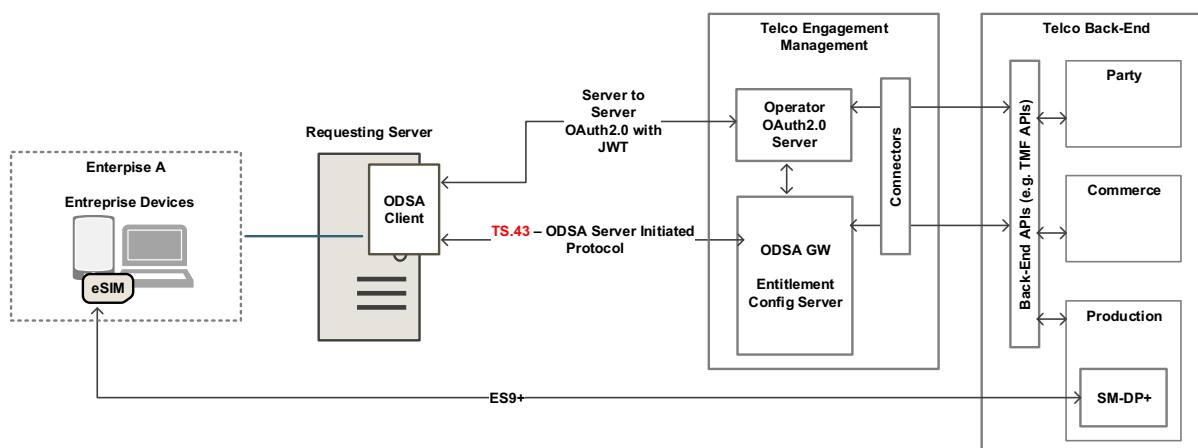 Telco Engagement
Management
Telco Back-End
Server to
Server
OAuth2.0 with
JWT
Operator
OAuth2.0
Server
Party
Requesting Server
Enterpise A
Entreprise Devices
ODSA
Client
eSIM
TS.43 – ODSA Server Initiated
Protocol
ODSA GW
Entitlement
Config Server
Connectors
Back-End APIs (e.g. TMF APIs)
Commerce
Production
SM-DP+
ES9+